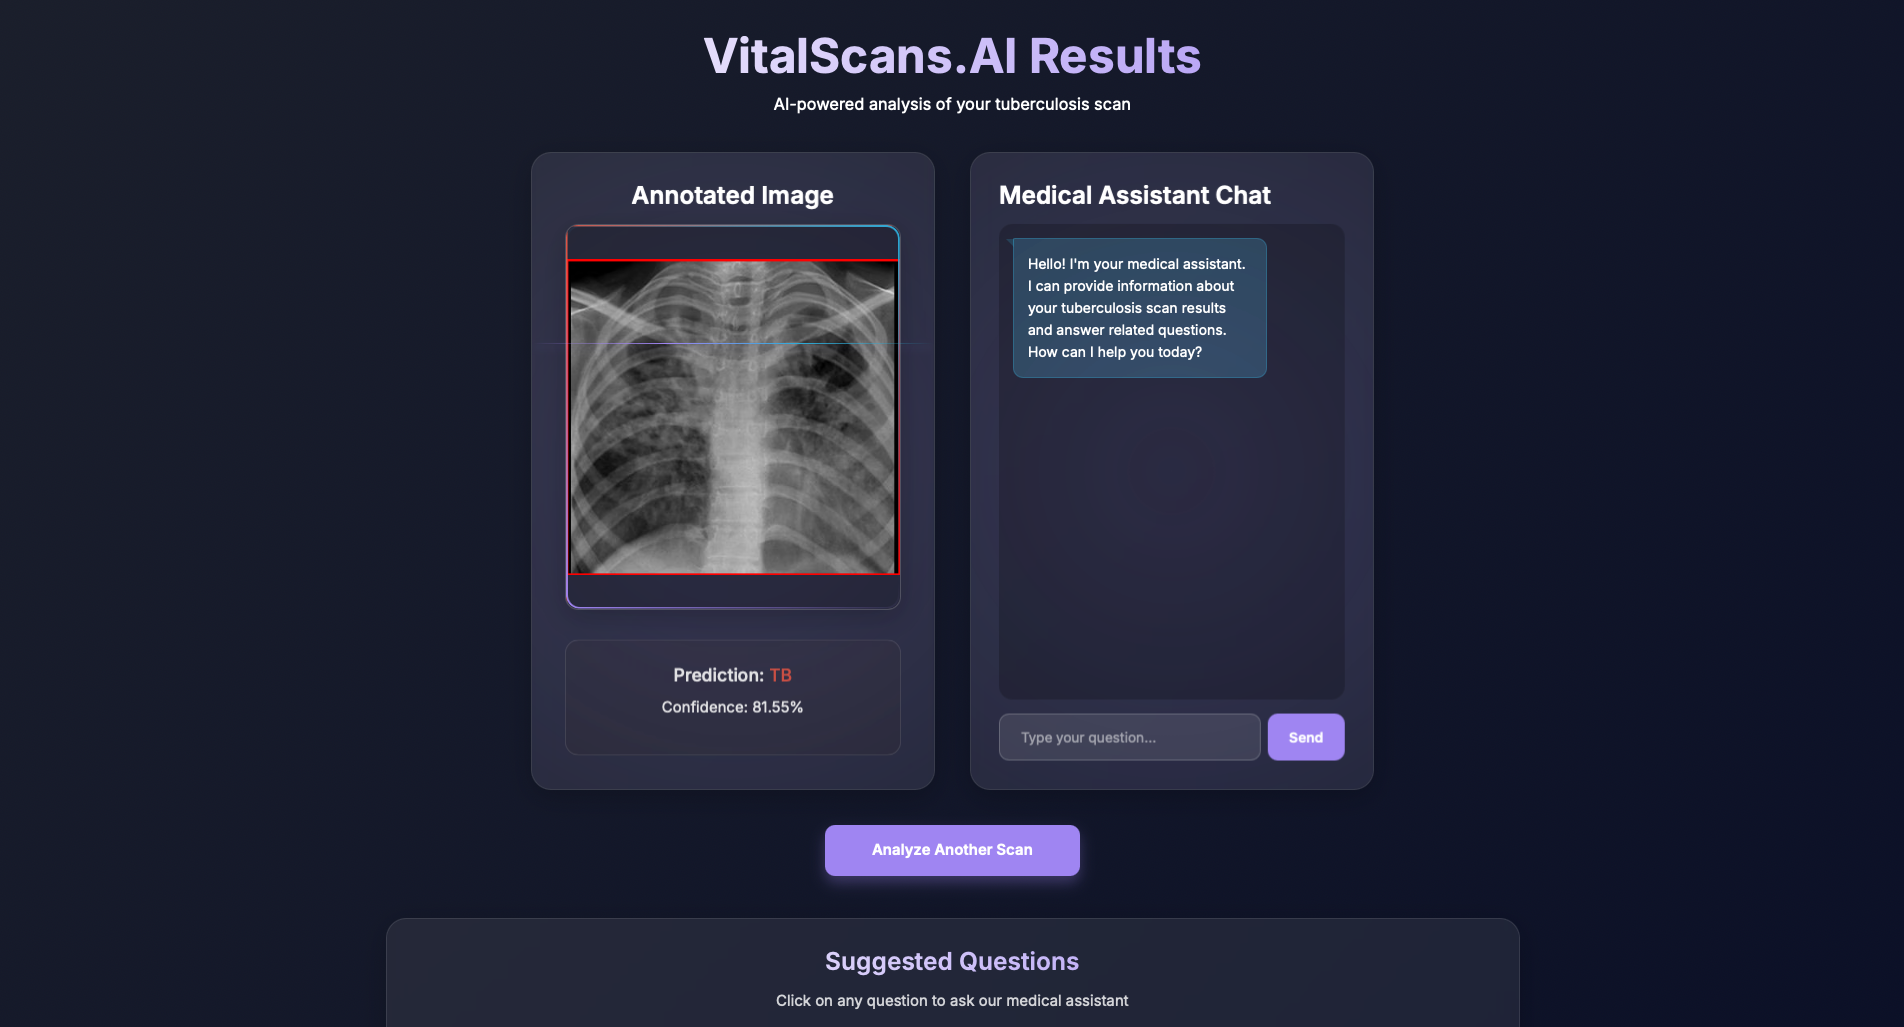 VitalScans.AI Results
AI-powered analysis of your tuberculosis scan
Annotated Image
Prediction: TB
Confidence: 81.55%
Medical Assistant Chat
Hello! I'm your medical assistant.
I can provide information about
your tuberculosis scan results
and answer related questions.
How can I help you today?
Type your question...
Send
Analyze Another Scan
Suggested Questions
Click on any question to ask our medical assistant